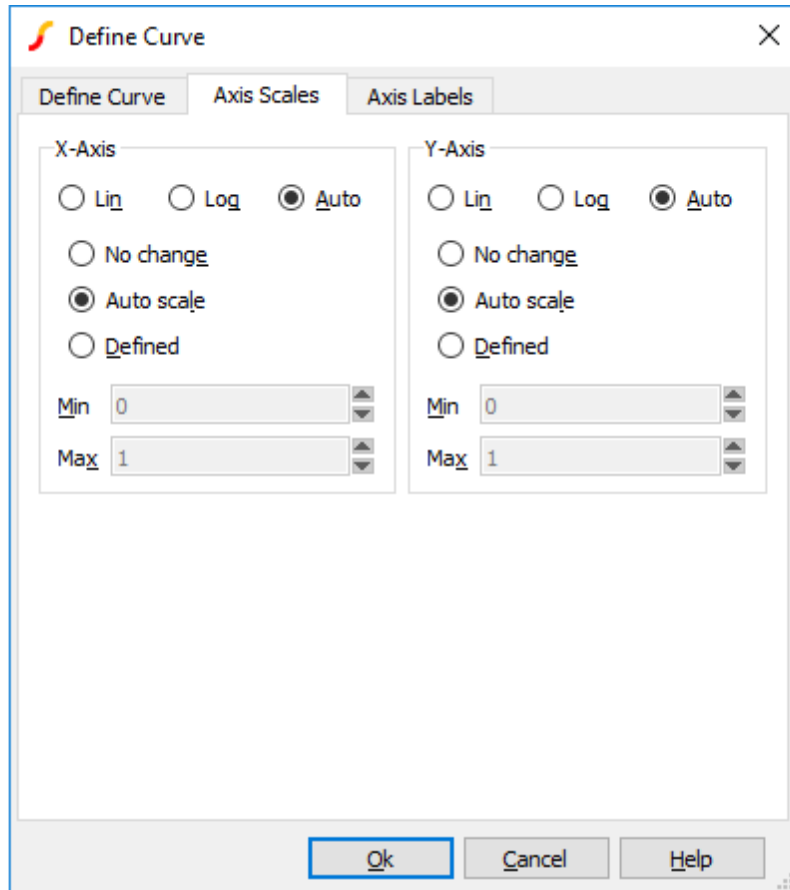 Define Curve
Define Curve Axis Scales Axis Labels
X-Axis
Lin Log Auto
No change
Auto scale
Defined
Min 0
Max 1
Y-Axis
Lin Log Auto
No change
Auto scale
Defined
Min 0
Max 1
Ok Cancel Help